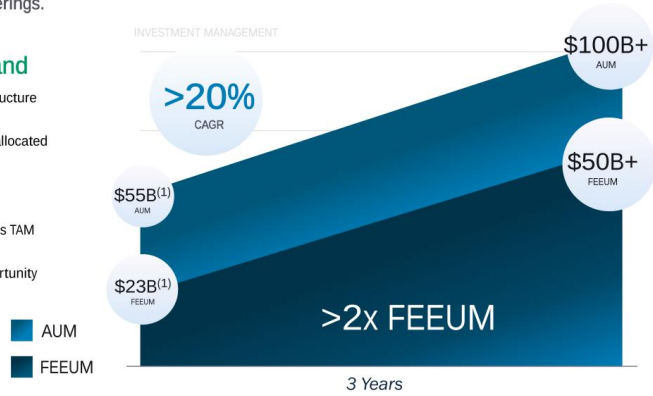 erings.
and
ucture
llocated
s TAM
rtunity
AUM
FEEUM
INVESTMENT MANAGEMENT
>20%
CAGR
$55B(1)
AUM
$23B(1)
FEEUM
$100B+
AUM
$50B+
FEEUM
>2x FEEUM
3 Years